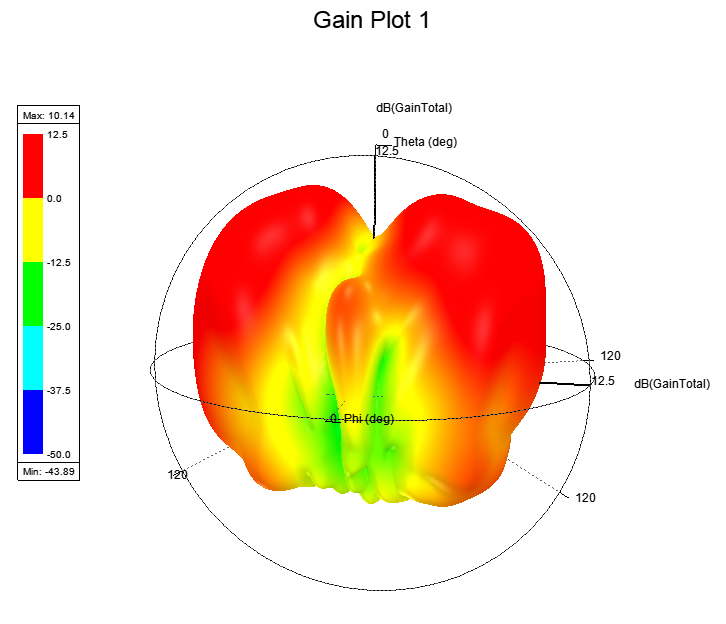 Gain Plot 1
dB(GainTotal)
Max: 10.14
12.5
0.0
-12.5
-25.0
-37.5
-50.0
Min: -43.89
0
Theta (deg)
12.5
120
12.5
dB(GainTotal)
0
Phi (deg)
120
120